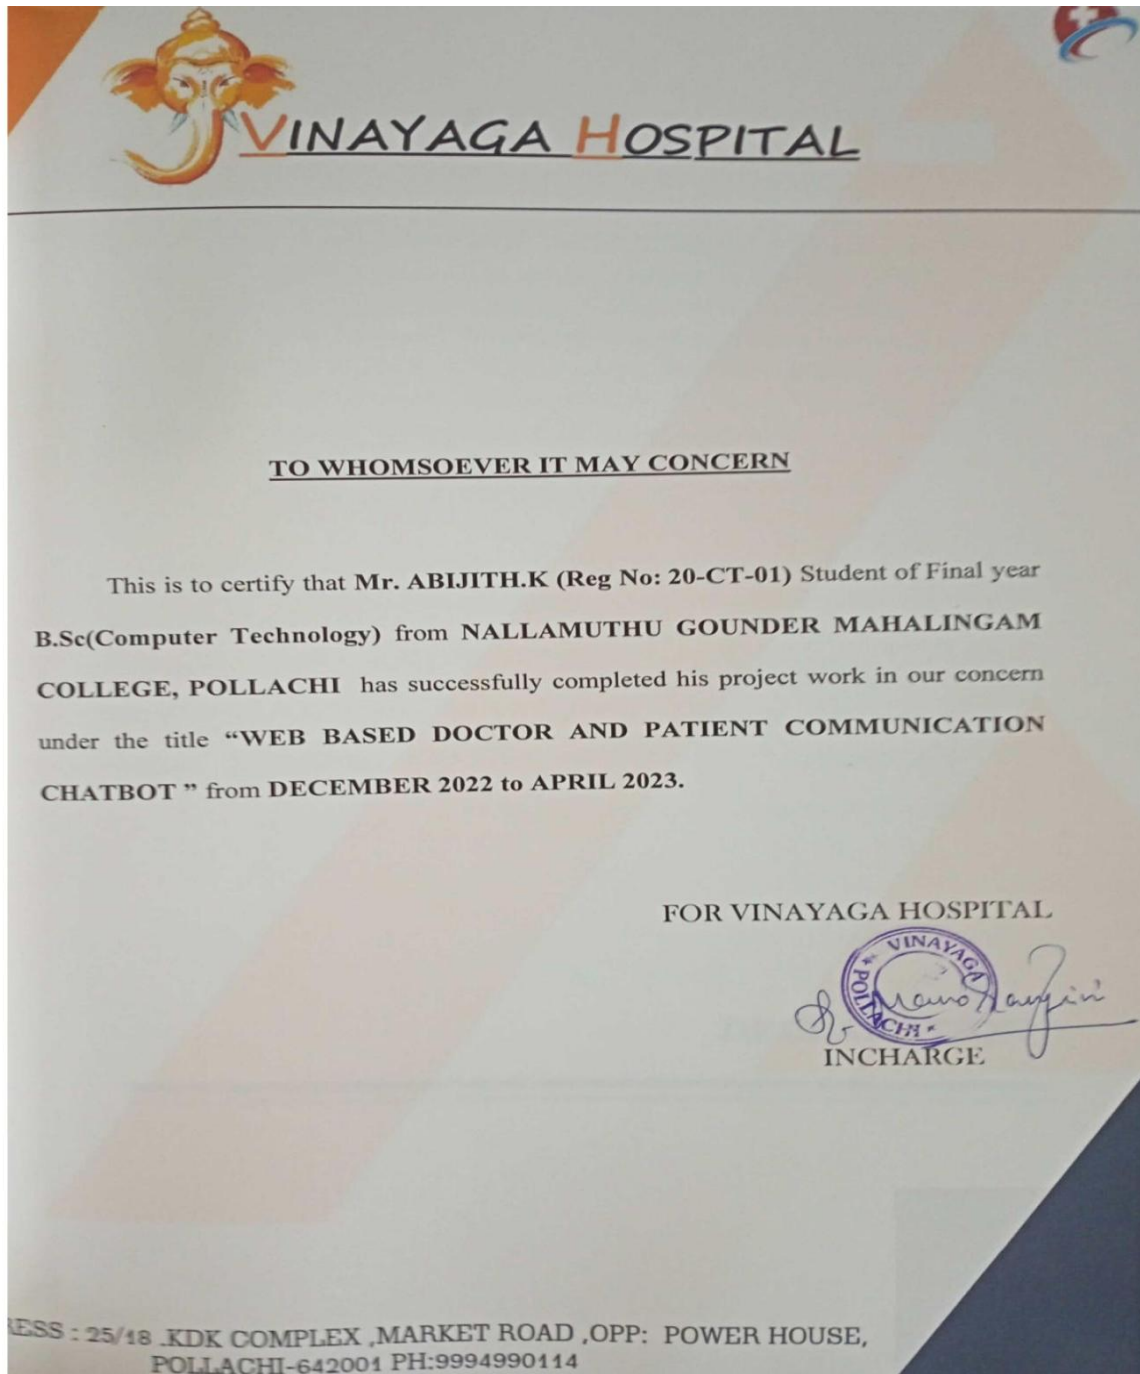 VINAYAGA HOSPITAL
TO WHOMSOEVER IT MAY CONCERN
This is to certify that Mr. ABIJITH.K (Reg No: 20-CT-01) Student of Final year
B.Sc(Computer Technology) from NALLAMUTHU GOUNDER MAHALINGAM
COLLEGE, POLLACHI has successfully completed his project work in our concern
under the title “WEB BASED DOCTOR AND PATIENT COMMUNICATION
CHATBOT ” from DECEMBER 2022 to APRIL 2023.
FOR VINAYAGA HOSPITAL
VINAYAGA
POLLACHI
INCHARGE
RESS : 25/18 .KDK COMPLEX ,MARKET ROAD ,OPP: POWER HOUSE,
POLLACHI-642001 PH:9994990114